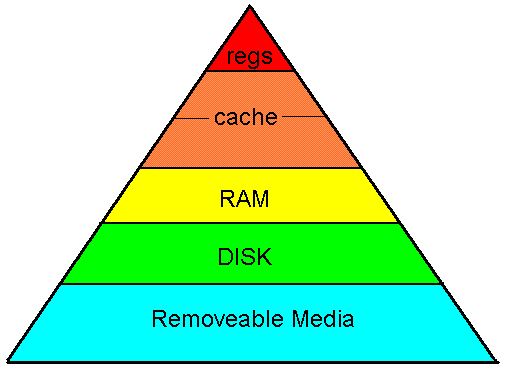 regs
cache
RAM
DISK
Removeable Media